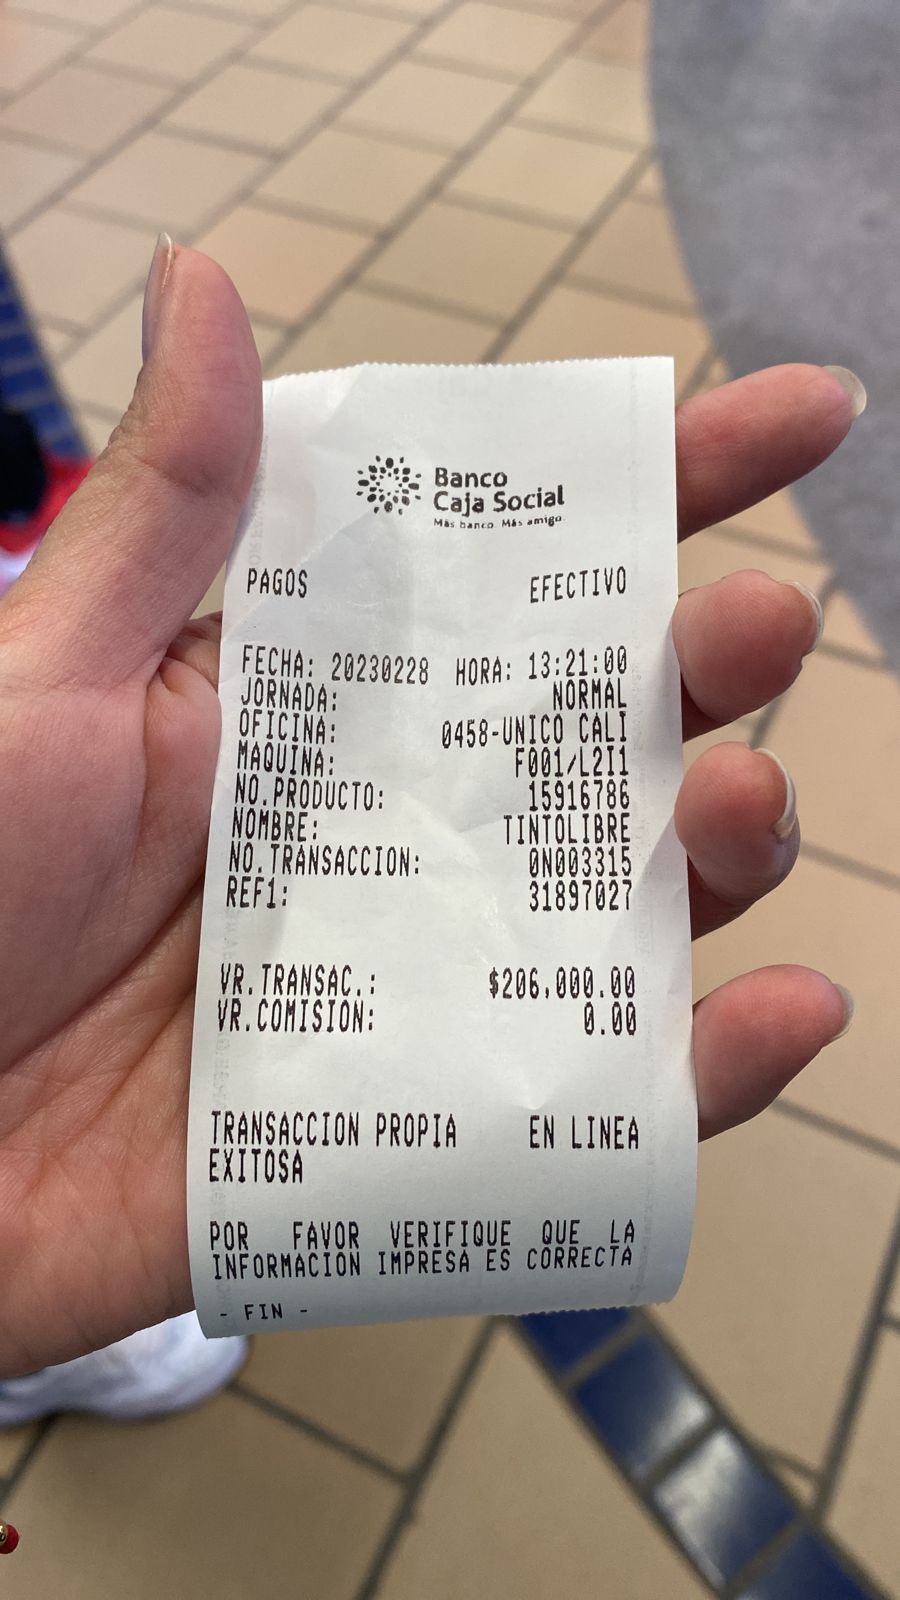 Banco
Caja Social
Más banco. Más amigo.
PAGOS EFECTIVO
FECHA: 20230228 HORA: 13:21:00
JORNADA: NORMAL
OFICINA: 0458-UNICO CALI
MAQUINA: F001/L2I1
NO.PRODUCTO: 15916786
NOMBRE: TINTOLIBRE
NO.TRANSACCION: 0N003315
REF1: 31897027
VR.TRANSAC.: $206,000.00
VR.COMISION: 0.00
TRANSACCION PROPIA EN LINEA
EXITOSA
POR FAVOR VERIFIQUE QUE LA
INFORMACION IMPRESA ES CORRECTA
- FIN -